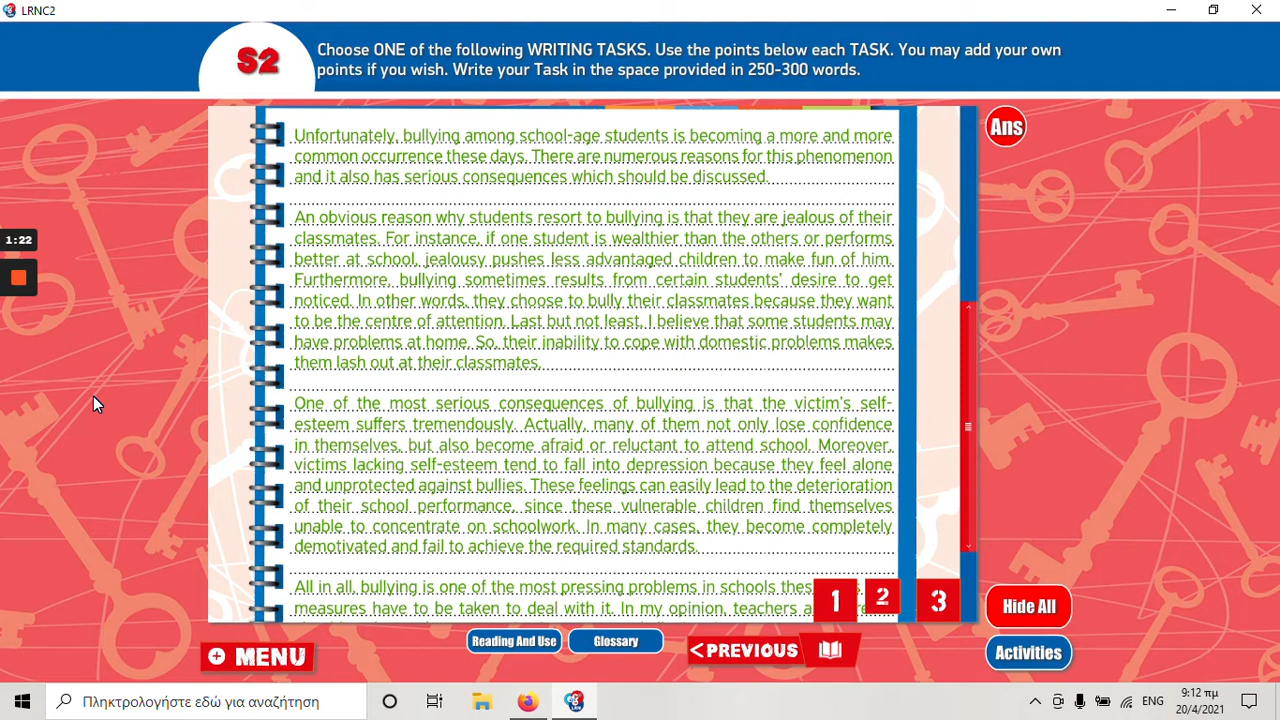 LRNC2
S2
Choose ONE of the following WRITING TASKS. Use the points below each TASK. You may add your own
points if you wish. Write your Task in the space provided in 250-300 words.
Ans
Unfortunately, bullying among school-age students is becoming a more and more
common occurrence these days. There are numerous reasons for this phenomenon
and it also has serious consequences which should be discussed.
An obvious reason why students resort to bullying is that they are jealous of their
classmates. For instance, if one student is wealthier than the others or performs
better at school, jealousy pushes less advantaged children to make fun of him.
Furthermore, bullying sometimes results from certain students' desire to get
noticed. In other words, they choose to bully their classmates because they want
to be the centre of attention. Last but not least, I believe that some students may
have problems at home. So, their inability to cope with domestic problems makes
them lash out at their classmates.
One of the most serious consequences of bullying is that the victim's self-
esteem suffers tremendously. Actually, many of them not only lose confidence
in themselves, but also become afraid or reluctant to attend school. Moreover,
victims lacking self-esteem tend to fall into depression because they feel alone
and unprotected against bullies. These feelings can easily lead to the deterioration
of their school performance, since these vulnerable children find themselves
unable to concentrate on schoolwork. In many cases, they become completely
demotivated and fail to achieve the required standards.
All in all, bullying is one of the most pressing problems in schools
measures have to be taken to deal with it. In my opinion, teachers
1:22
1
2
3
Hide All
Reading And Use
Glossary
<PREVIOUS
+ MENU
Activities
Πληκτρολογήστε εδώ για αναζήτηση
LRN
ΕΝG
9:12 πμ
20/4/2021